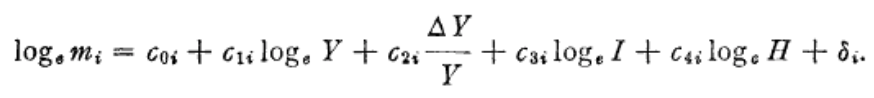 logₑ mᵢ = c₀ᵢ + c₁ᵢ logₑ Y + c₂ᵢ ΔY/Y + c₃ᵢ logₑ I + c₄ᵢ logₑ H + δᵢ.